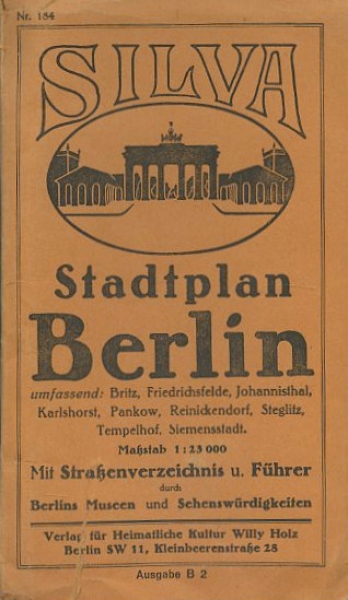 Nr. 184
SILVA
Stadtplan
Berlin
umfassend: Britz, Friedrichsfelde, Johannisthal,
Karlshorst, Pankow, Reinickendorf, Steglitz,
Tempelhof, Siemensstadt.
Maßstab 1:23 000
Mit Straßenverzeichnis u. Führer
durch
Berlins Museen und Sehenswürdigkeiten
Verlag für Heimatliche Kultur Willy Holz
Berlin SW 11, Kleinbeerenstraße 28
Ausgabe B 2